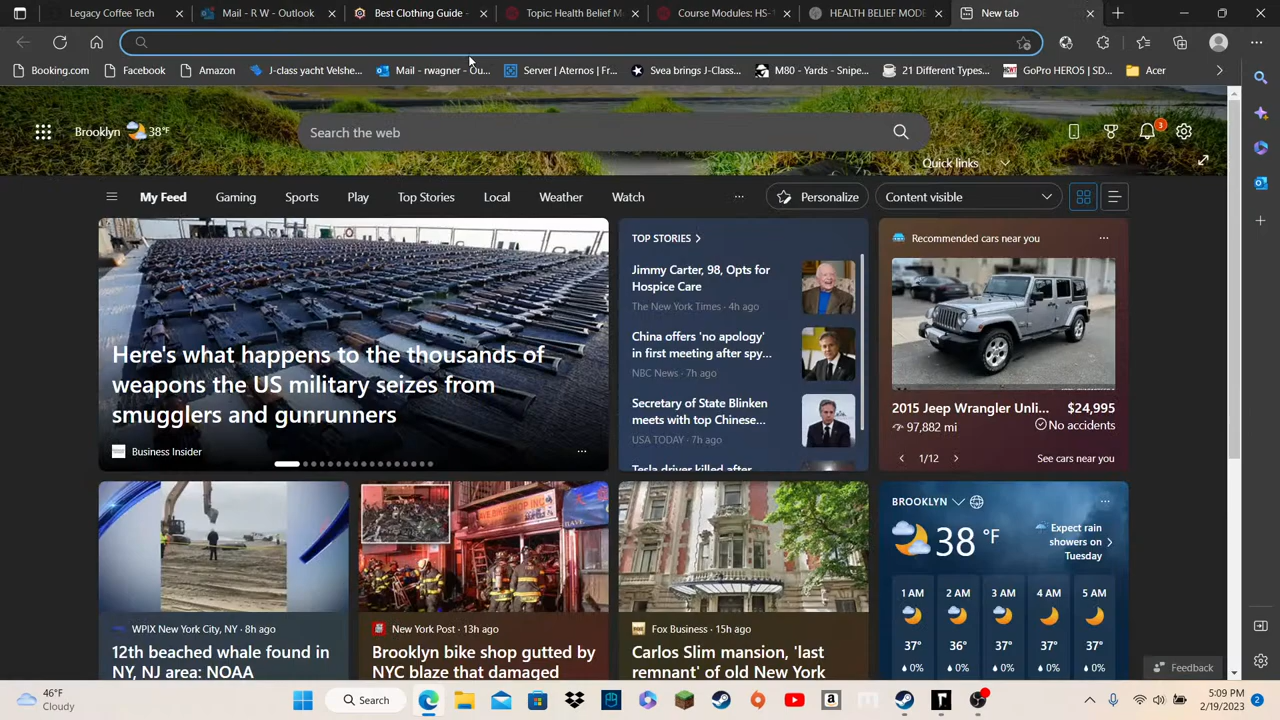 Legacy Coffee Tech
Mail - R W - Outlook
Best Clothing Guide -
Topic: Health Belief M
Course Modules: HS-1
HEALTH BELIEF MODE
New tab
Booking.com
Facebook
Amazon
J-class yacht Velshe...
Mail - rwagner - Ou...
Server | Aternos | Fr...
Svea brings J-Class...
M80 - Yards - Snipe...
21 Different Types...
GoPro HERO5 | SD...
Acer
Brooklyn 38°F
Search the web
3
Quick links
My Feed
Gaming
Sports
Play
Top Stories
Local
Weather
Watch
Personalize
Content visible
Here's what happens to the thousands of
weapons the US military seizes from
smugglers and gunrunners
Business Insider
TOP STORIES
Jimmy Carter, 98, Opts for
Hospice Care
The New York Times · 4h ago
China offers 'no apology'
in first meeting after spy...
NBC News · 7h ago
Secretary of State Blinken
meets with top Chinese...
USA TODAY · 7h ago
Tesla driver killed after
Recommended cars near you
2015 Jeep Wrangler Unli... $24,995
97,882 mi No accidents
1/12 See cars near you
WPIX New York City, NY · 8h ago
12th beached whale found in
NY, NJ area: NOAA
BAVE BIKE SHOP INC
BAVE
New York Post · 13h ago
Brooklyn bike shop gutted by
NYC blaze that damaged
Fox Business · 15h ago
Carlos Slim mansion, 'last
remnant' of old New York
BROOKLYN
38 °F
Expect rain
showers on
Tuesday
1 AM 2 AM 3 AM 4 AM 5 AM
37° 36° 37° 37° 37°
0% 0% 0% 0% 0%
Feedback
46°F
Cloudy
Search
5:09 PM
2/19/2023
2